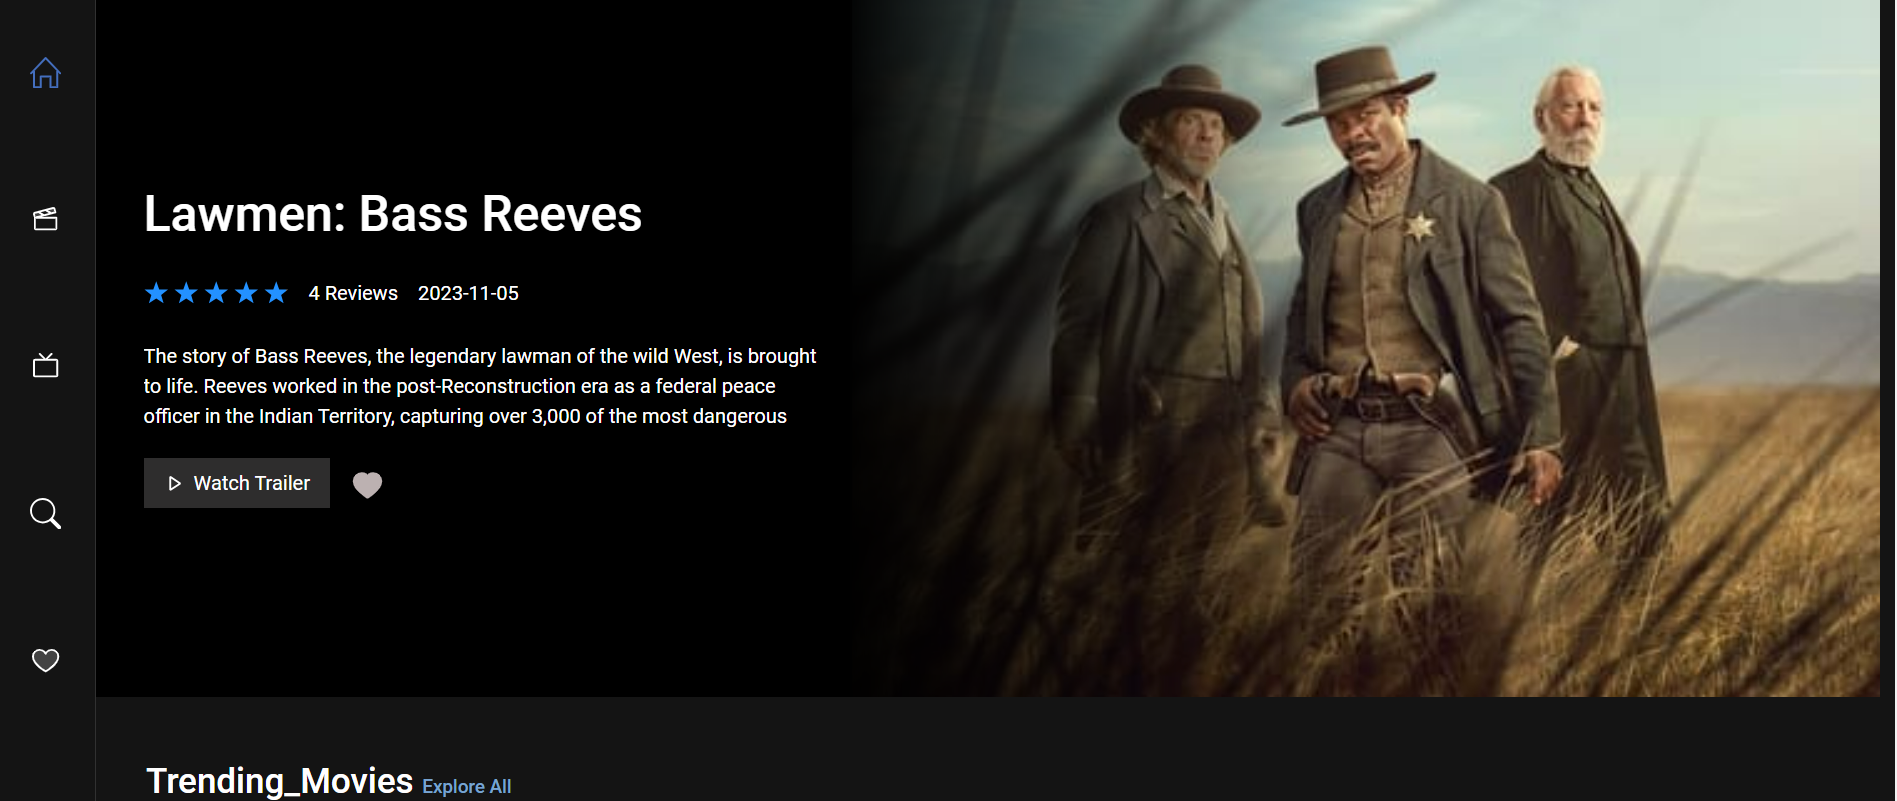 Lawmen: Bass Reeves
4 Reviews 2023-11-05
The story of Bass Reeves, the legendary lawman of the wild West, is brought
to life. Reeves worked in the post-Reconstruction era as a federal peace
officer in the Indian Territory, capturing over 3,000 of the most dangerous
Watch Trailer
Trending_Movies Explore All